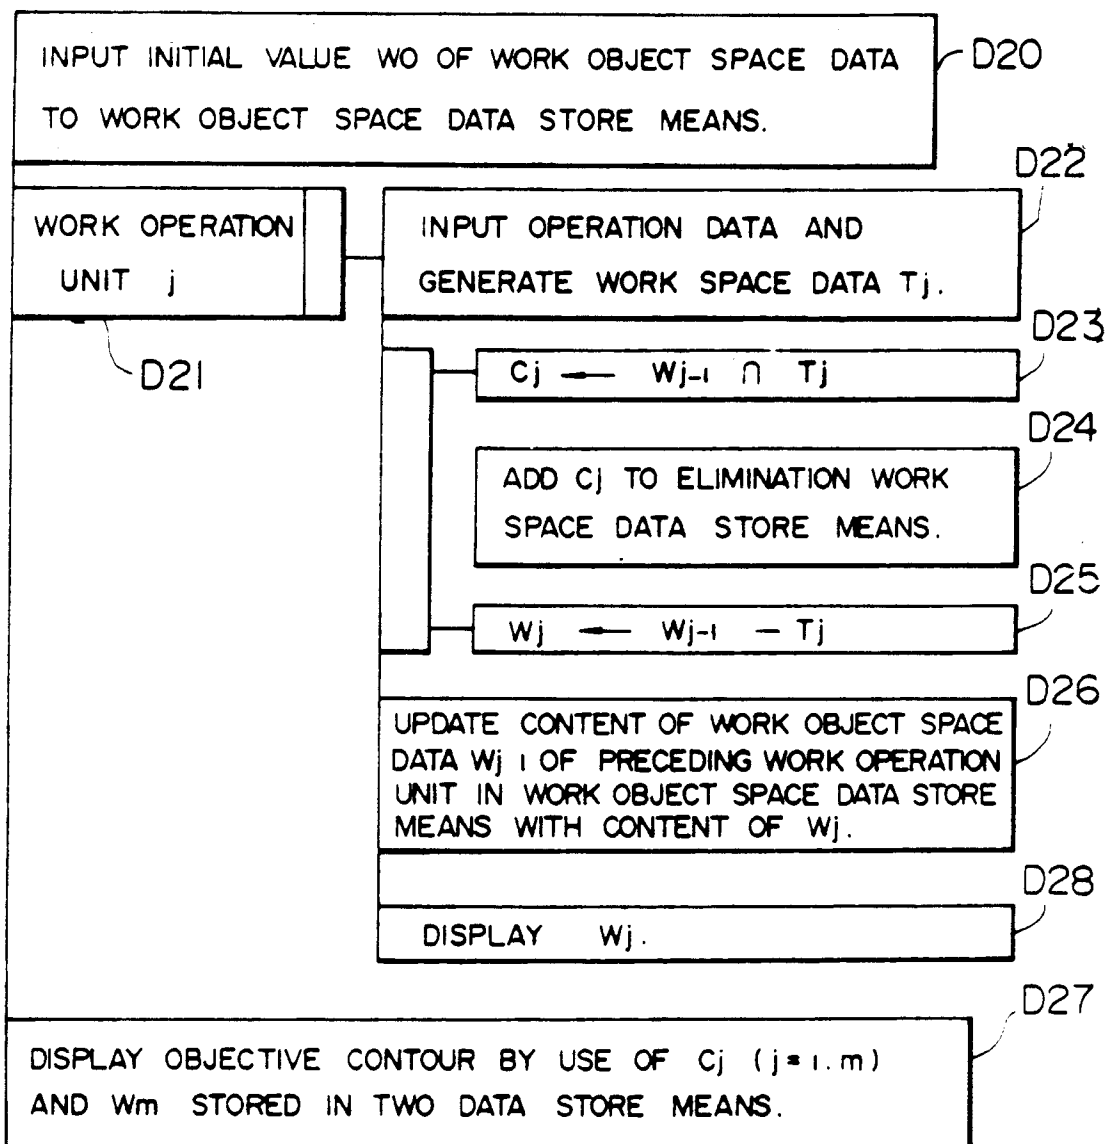 INPUT INITIAL VALUE WO OF WORK OBJECT SPACE DATA
TO WORK OBJECT SPACE DATA STORE MEANS.
D20
D22
WORK OPERATION
UNIT j
D21
INPUT OPERATION DATA AND
GENERATE WORK SPACE DATA Tj.
D23
Cj ← Wj-1 ∩ Tj
D24
ADD Cj TO ELIMINATION WORK
SPACE DATA STORE MEANS.
D25
Wj ← Wj-1 - Tj
D26
UPDATE CONTENT OF WORK OBJECT SPACE
DATA Wj 1 OF PRECEDING WORK OPERATION
UNIT IN WORK OBJECT SPACE DATA STORE
MEANS WITH CONTENT OF Wj.
D28
DISPLAY Wj.
D27
DISPLAY OBJECTIVE CONTOUR BY USE OF Cj (j=1.m)
AND Wm STORED IN TWO DATA STORE MEANS.